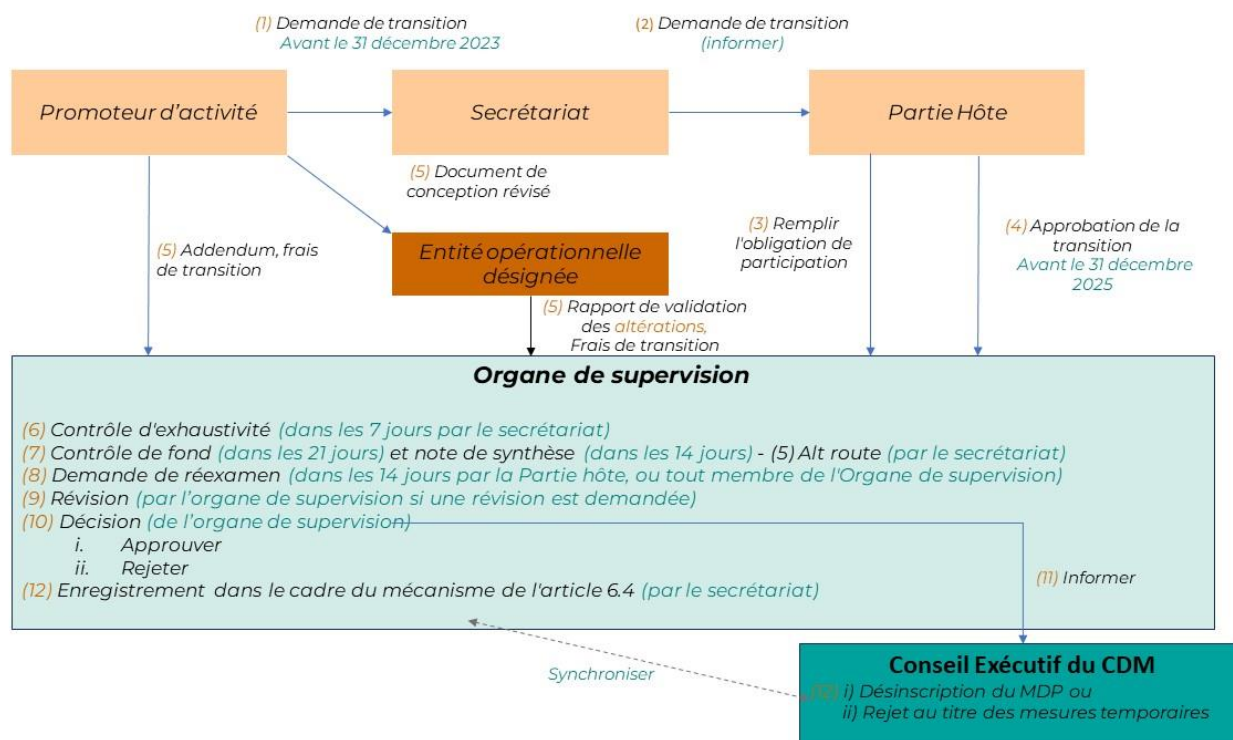 (1) Demande de transition
Avant le 31 décembre 2023
(2) Demande de transition
(informer)
Promoteur d'activité
Secrétariat
Partie Hôte
(5) Document de
conception révisé
(5) Addendum, frais
de transition
Entité opérationnelle
désignée
(3) Remplir
l'obligation de
participation
(4) Approbation de la
transition
Avant le 31 décembre
2025
(5) Rapport de validation
des altérations,
Frais de transition
Organe de supervision
(6) Contrôle d'exhaustivité (dans les 7 jours par le secrétariat)
(7) Contrôle de fond (dans les 21 jours) et note de synthèse (dans les 14 jours) - (5) Alt route (par le secrétariat)
(8) Demande de réexamen (dans les 14 jours par la Partie hôte, ou tout membre de l'Organe de supervision)
(9) Révision (par l'organe de supervision si une révision est demandée)
(10) Décision (de l'organe de supervision)
i. Approuver
ii. Rejeter
(11) Informer
(12) Enregistrement dans le cadre du mécanisme de l'article 6.4 (par le secrétariat)
Synchroniser
Conseil Exécutif du CDM
(12) i) Désinscription du MDP ou
ii) Rejet au titre des mesures temporaires